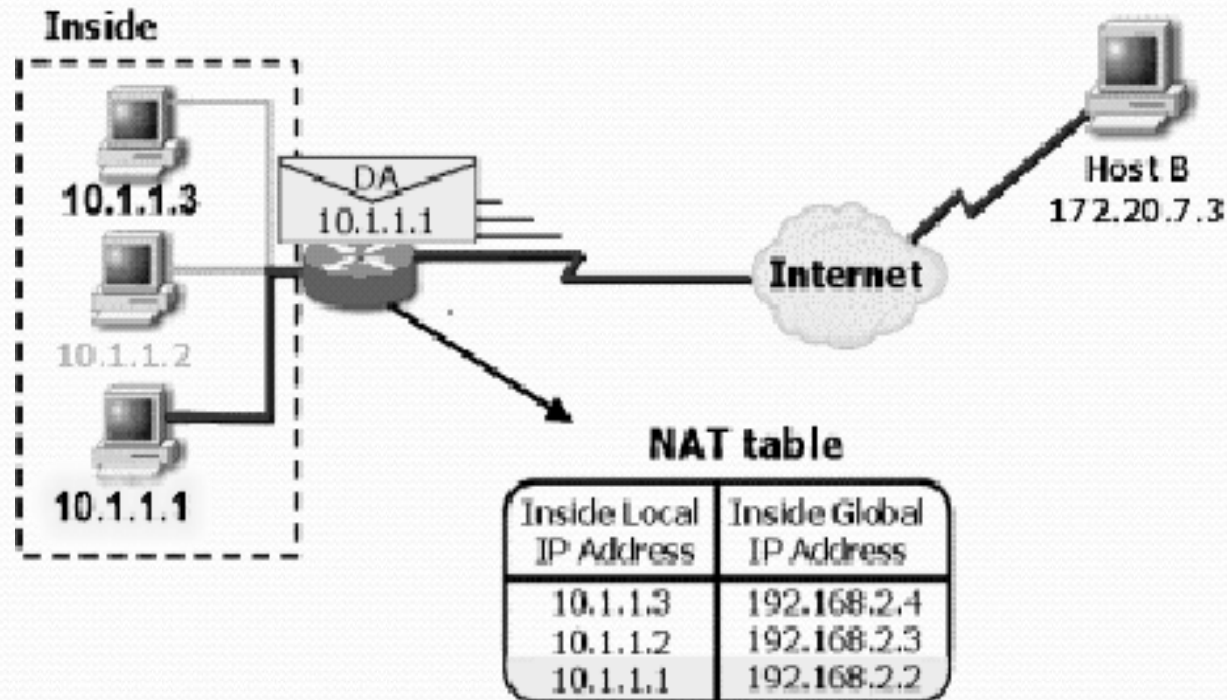 Inside
10.1.1.3
10.1.1.2
10.1.1.1
DA
10.1.1.1
Internet
Host B
172.20.7.3
NAT table
Inside Local
IP Address
Inside Global
IP Address
10.1.1.3 192.168.2.4
10.1.1.2 192.168.2.3
10.1.1.1 192.168.2.2